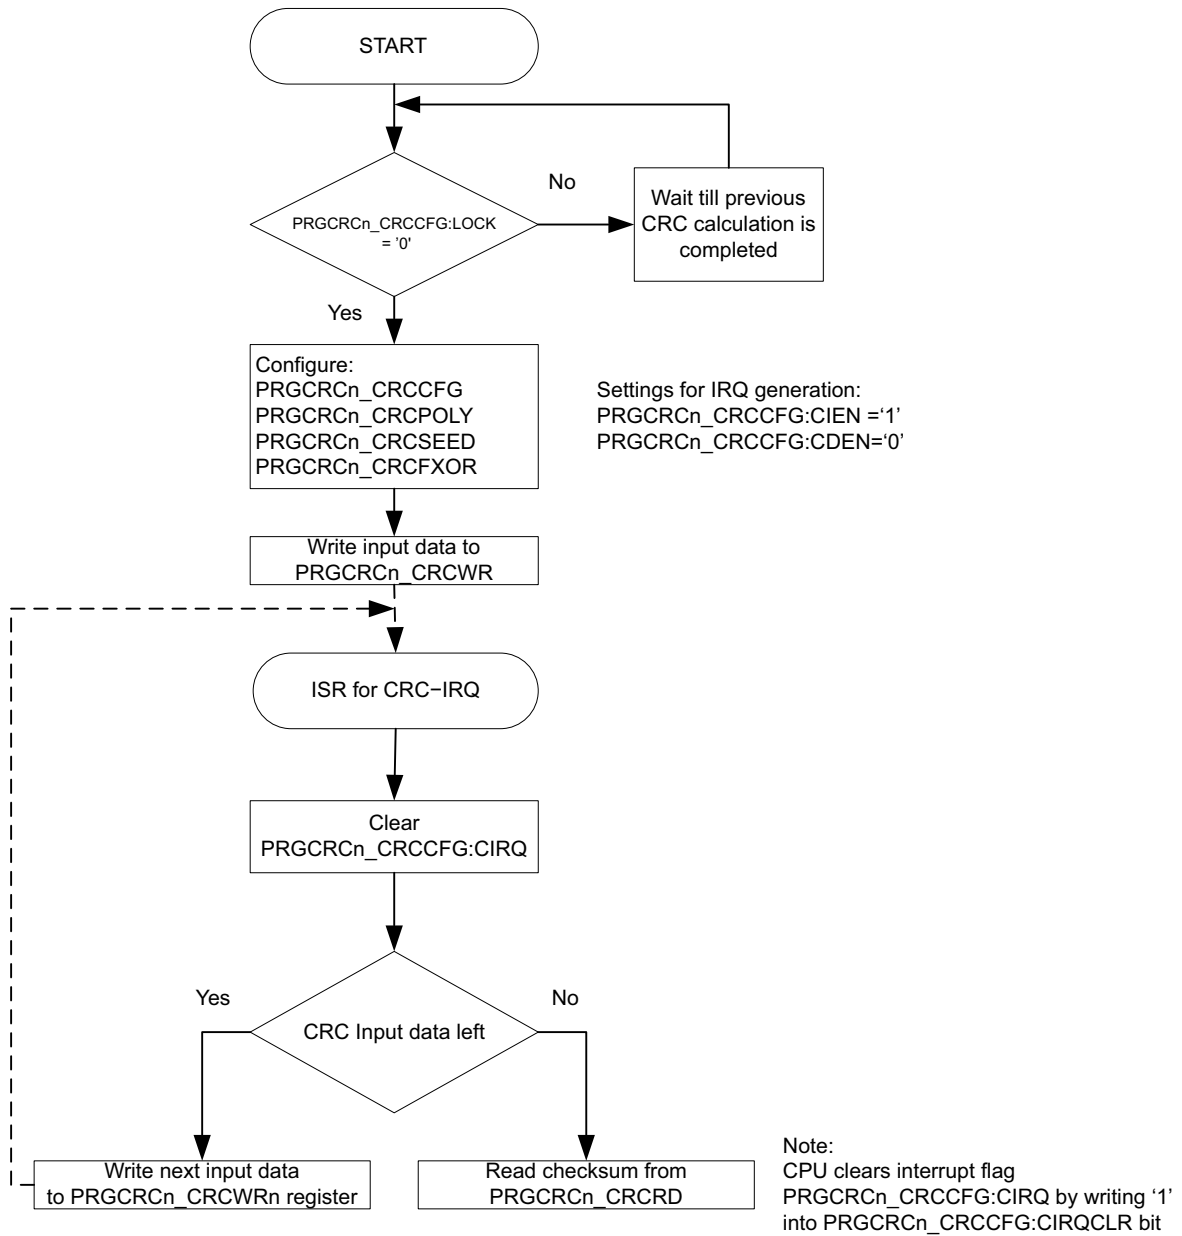 START
PRGCRCn_CRCCFG:LOCK
= '0'
No
Wait till previous
CRC calculation is
completed
Yes
Configure:
PRGCRCn_CRCCFG
PRGCRCn_CRCPOLY
PRGCRCn_CRCSEED
PRGCRCn_CRCFXOR
Settings for IRQ generation:
PRGCRCn_CRCCFG:CIEN =‘1’
PRGCRCn_CRCCFG:CDEN=‘0’
Write input data to
PRGCRCn_CRCWR
ISR for CRC−IRQ
Clear
PRGCRCn_CRCCFG:CIRQ
Yes
No
CRC Input data left
Write next input data
to PRGCRCn_CRCWRn register
Read checksum from
PRGCRCn_CRCRD
Note:
CPU clears interrupt flag
PRGCRCn_CRCCFG:CIRQ by writing ‘1’
into PRGCRCn_CRCCFG:CIRQCLR bit